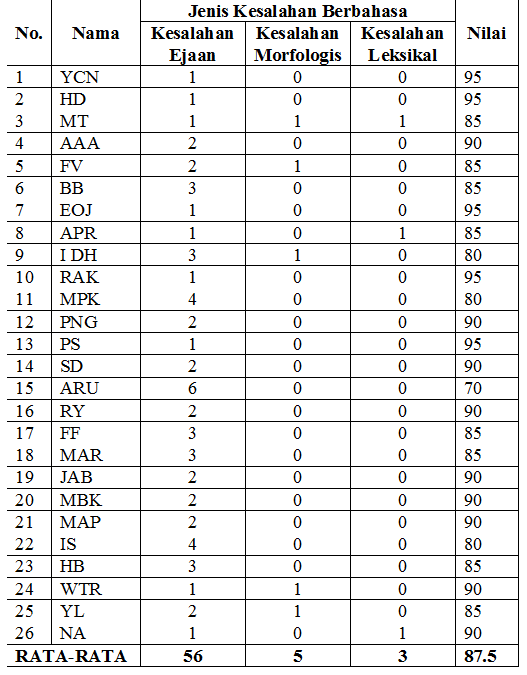 Jenis Kesalahan Berbahasa
No. Nama Kesalahan Ejaan Kesalahan Morfologis Kesalahan Leksikal Nilai
1 YCN 1 0 0 95
2 HD 1 0 0 95
3 MT 1 1 1 85
4 AAA 2 0 0 90
5 FV 2 1 0 85
6 BB 3 0 0 85
7 EOJ 1 0 0 95
8 APR 1 0 1 85
9 I DH 3 1 0 80
10 RAK 1 0 0 95
11 MPK 4 0 0 80
12 PNG 2 0 0 90
13 PS 1 0 0 95
14 SD 2 0 0 90
15 ARU 6 0 0 70
16 RY 2 0 0 90
17 FF 3 0 0 85
18 MAR 3 0 0 85
19 JAB 2 0 0 90
20 MBK 2 0 0 90
21 MAP 2 0 0 90
22 IS 4 0 0 80
23 HB 3 0 0 85
24 WTR 1 1 0 90
25 YL 2 1 0 85
26 NA 1 0 1 90
RATA-RATA 56 5 3 87.5